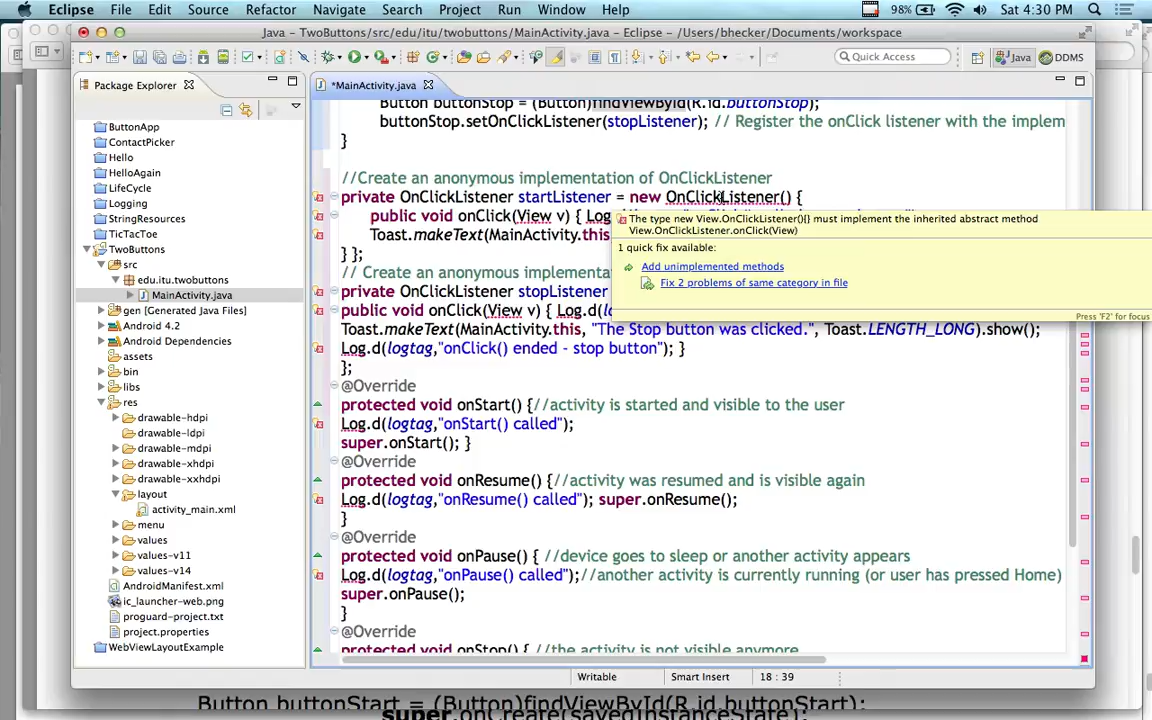 Eclipse File Edit Source Refactor Navigate Search Project Run Window Help 98% Sat 4:30 PM
Java – TwoButtons/src/edu/itu/twobuttons/MainActivity.java – Eclipse – /Users/bhecker/Documents/workspace
Quick Access Java DDMS
Package Explorer
ButtonApp
ContactPicker
Hello
HelloAgain
LifeCycle
Logging
StringResources
TicTacToe
TwoButtons
src
edu.itu.twobuttons
MainActivity.java
gen [Generated Java Files]
Android 4.2
Android Dependencies
assets
bin
libs
res
drawable-hdpi
drawable-ldpi
drawable-mdpi
drawable-xhdpi
drawable-xxhdpi
layout
activity_main.xml
menu
values
values-v11
values-v14
AndroidManifest.xml
ic_launcher-web.png
proguard-project.txt
project.properties
WebViewLayoutExample
*MainActivity.java
Button buttonStop = (Button)findViewById(R.id.buttonStop);
buttonStop.setOnClickListener(stopListener); // Register the onClick listener with the implem
}
//Create an anonymous implementation of OnClickListener
private OnClickListener startListener = new OnClickListener() {
public void onClick(View v) { Log
Toast.makeText(MainActivity.this
} };
// Create an anonymous implementa
private OnClickListener stopListener
public void onClick(View v) { Log.d(lo
Toast.makeText(MainActivity.this, "The Stop button was clicked.", Toast.LENGTH_LONG).show();
Log.d(logtag,"onClick() ended - stop button"); }
};
@Override
protected void onStart() {//activity is started and visible to the user
Log.d(logtag,"onStart() called");
super.onStart(); }
@Override
protected void onResume() {//activity was resumed and is visible again
Log.d(logtag,"onResume() called"); super.onResume();
}
@Override
protected void onPause() { //device goes to sleep or another activity appears
Log.d(logtag,"onPause() called");//another activity is currently running (or user has pressed Home)
super.onPause();
}
@Override
protected void onStop() { //the activity is not visible anymore
The type new View.OnClickListener(){} must implement the inherited abstract method
View.OnClickListener.onClick(View)
1 quick fix available:
Add unimplemented methods
Fix 2 problems of same category in file
Press 'F2' for focus
Writable Smart Insert 18 : 39
Button buttonStart = (Button)findViewById(R.id.buttonStart);
super.onCreate(savedInstanceState);